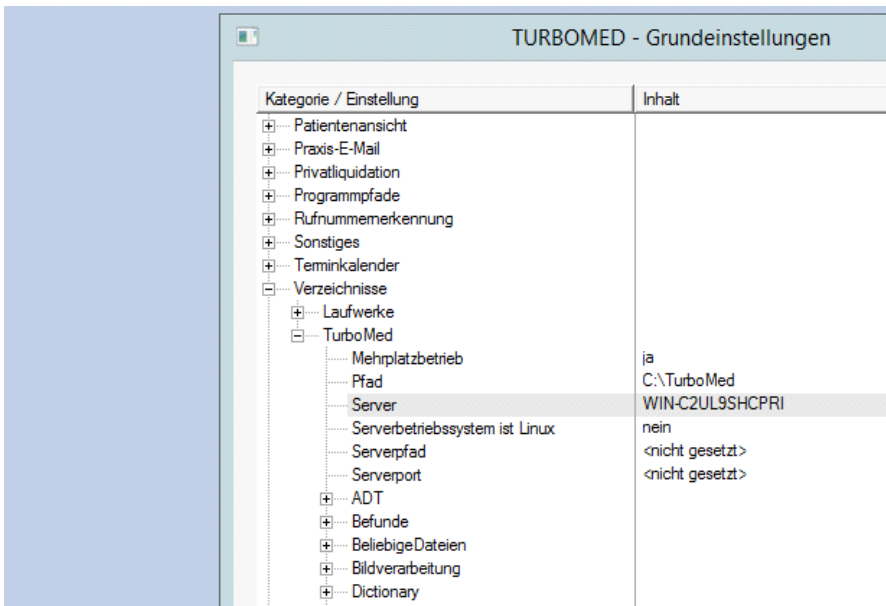 TURBOMED - Grundeinstellungen
Kategorie / Einstellung Inhalt
Patientenansicht
Praxis-E-Mail
Privatliquidation
Programmpfade
Rufnummernerkennung
Sonstiges
Terminkalender
Verzeichnisse
Laufwerke
TurboMed
Mehrplatzbetrieb ja
Pfad C:\TurboMed
Server WIN-C2UL9SHCPRI
Serverbetriebssystem ist Linux nein
Serverpfad <nicht gesetzt>
Serverport <nicht gesetzt>
ADT
Befunde
BeliebigeDateien
Bildverarbeitung
Dictionary